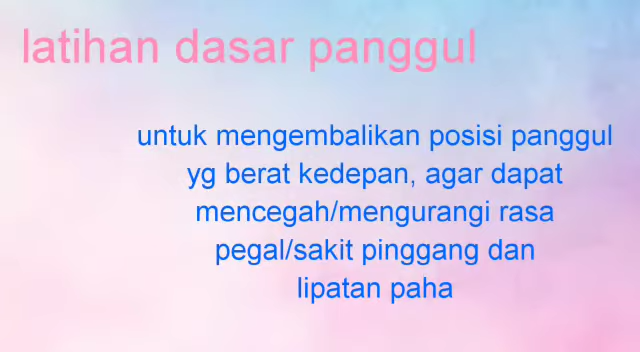 latihan dasar panggul
untuk mengembalikan posisi panggul
yg berat kedepan, agar dapat
mencegah/mengurangi rasa
pegal/sakit pinggang dan
lipatan paha